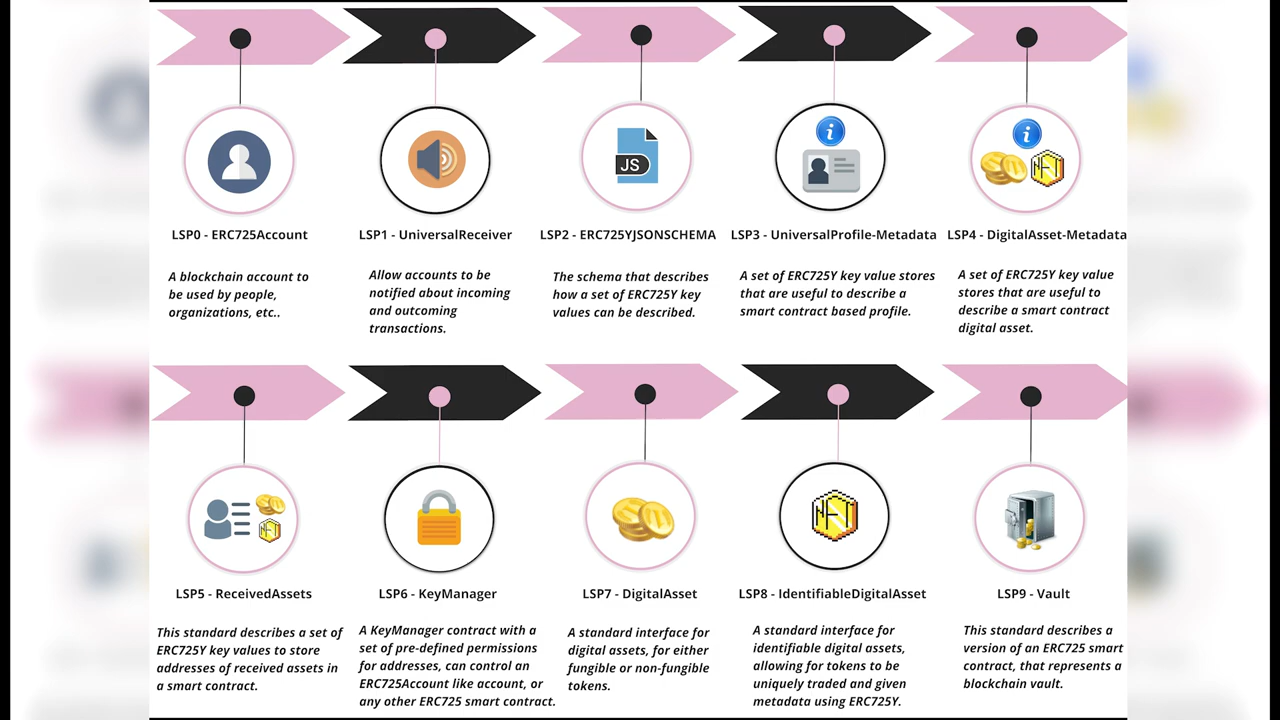 JS
LSP0 - ERC725Account
A blockchain account to
be used by people,
organizations, etc..
LSP1 - UniversalReceiver
Allow accounts to be
notified about incoming
and outcoming
transactions.
LSP2 - ERC725YJSONSCHEMA
The schema that describes
how a set of ERC725Y key
values can be described.
LSP3 - UniversalProfile-Metadata
A set of ERC725Y key value stores
that are useful to describe a
smart contract based profile.
LSP4 - DigitalAsset-Metadata
A set of ERC725Y key value
stores that are useful to
describe a smart contract
digital asset.
LSP5 - ReceivedAssets
This standard describes a set of
ERC725Y key values to store
addresses of received assets in
a smart contract.
LSP6 - KeyManager
A KeyManager contract with a
set of pre-defined permissions
for addresses, can control an
ERC725Account like account, or
any other ERC725 smart contract.
LSP7 - DigitalAsset
A standard interface for
digital assets, for either
fungible or non-fungible
tokens.
NFT
LSP8 - IdentifiableDigitalAsset
A standard interface for
identifiable digital assets,
allowing for tokens to be
uniquely traded and given
metadata using ERC725Y.
LSP9 - Vault
This standard describes a
version of an ERC725 smart
contract, that represents a
blockchain vault.